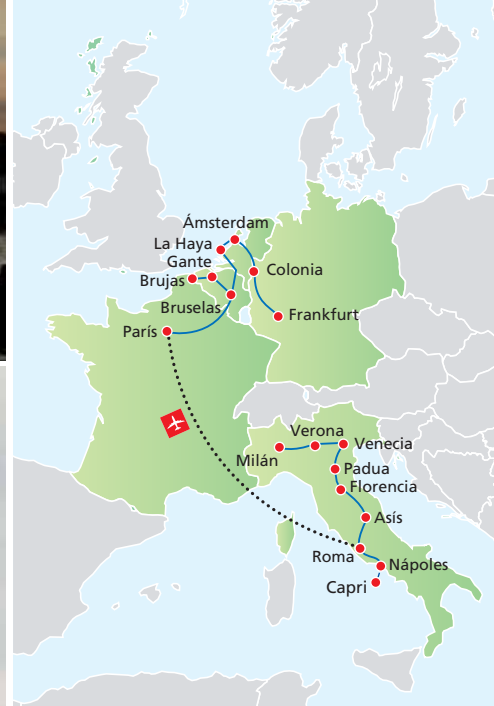 Ámsterdam
La Haya
Gante
Brujas
Colonia
Bruselas
Frankfurt
París
Verona
Venecia
Milán
Padua
Florencia
Asís
Roma
Nápoles
Capri